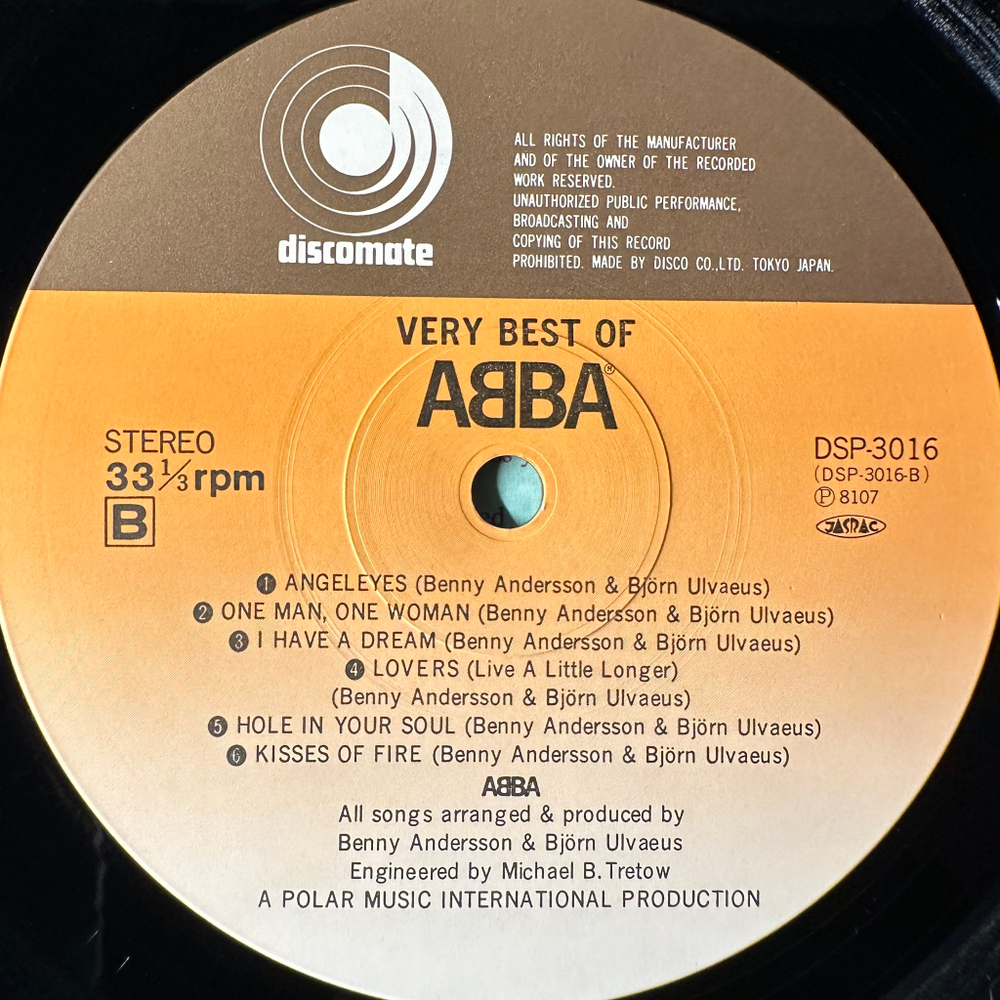 discomate
ALL RIGHTS OF THE MANUFACTURER
AND OF THE OWNER OF THE RECORDED
WORK RESERVED.
UNAUTHORIZED PUBLIC PERFORMANCE,
BROADCASTING AND
COPYING OF THIS RECORD
PROHIBITED. MADE BY DISCO CO.,LTD. TOKYO JAPAN.
VERY BEST OF
ABBA®
STEREO
33 1/3 rpm
B
DSP-3016
(DSP-3016-B)
Ⓟ 8107
JASRAC
❶ ANGELEYES (Benny Andersson & Björn Ulvaeus)
❷ ONE MAN, ONE WOMAN (Benny Andersson & Björn Ulvaeus)
❸ I HAVE A DREAM (Benny Andersson & Björn Ulvaeus)
❹ LOVERS (Live A Little Longer)
(Benny Andersson & Björn Ulvaeus)
❺ HOLE IN YOUR SOUL (Benny Andersson & Björn Ulvaeus)
❻ KISSES OF FIRE (Benny Andersson & Björn Ulvaeus)
ABBA
All songs arranged & produced by
Benny Andersson & Björn Ulvaeus
Engineered by Michael B. Tretow
A POLAR MUSIC INTERNATIONAL PRODUCTION